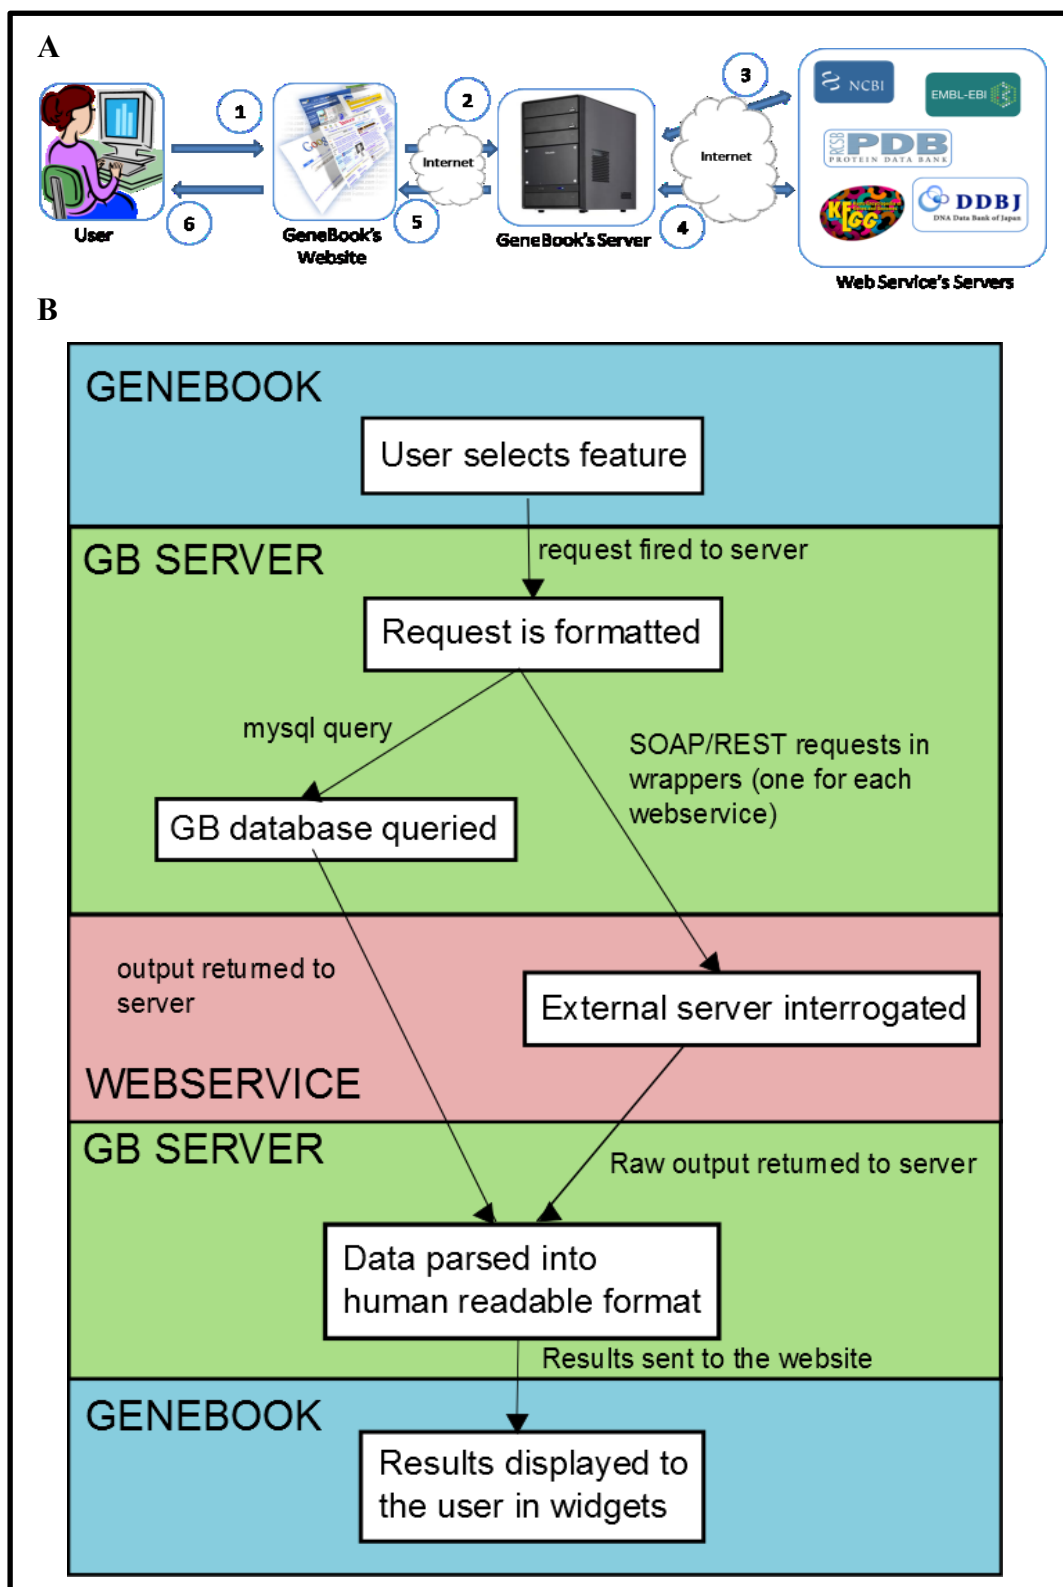 A
1
2
3
NCBI
EMBL-EBI
RCSB
PDB
PROTEIN DATA BANK
Internet
Internet
KEGG
DDBJ
DNA Data Bank of Japan
6
5
4
User
GeneBook's
Website
GeneBook's Server
Web Service's Servers
B
GENEBOOK
User selects feature
GB SERVER
request fired to server
Request is formatted
mysql query
SOAP/REST requests in
wrappers (one for each
webservice)
GB database queried
output returned to
server
External server interrogated
WEBSERVICE
GB SERVER
Raw output returned to server
Data parsed into
human readable format
Results sent to the website
GENEBOOK
Results displayed to
the user in widgets